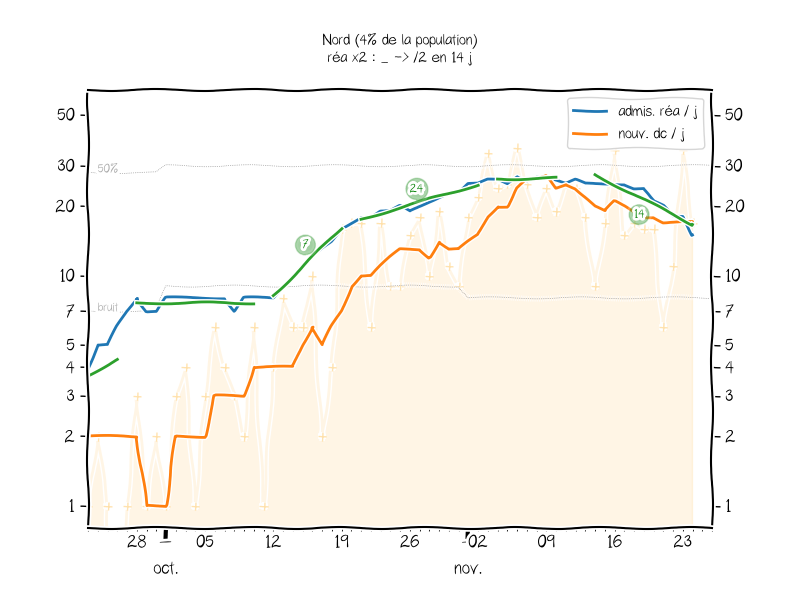 Nord (4% de la population)
réa x2 : _ -> /2 en 14 j
admis. réa / j
nouv. dc / j
50 50
50%
30 30
24
20 20
14
7
10 10
bruit
7 7
5 5
4 4
3 3
2 2
1 1
28 05 12 19 26 02 09 16 23
oct. nov.